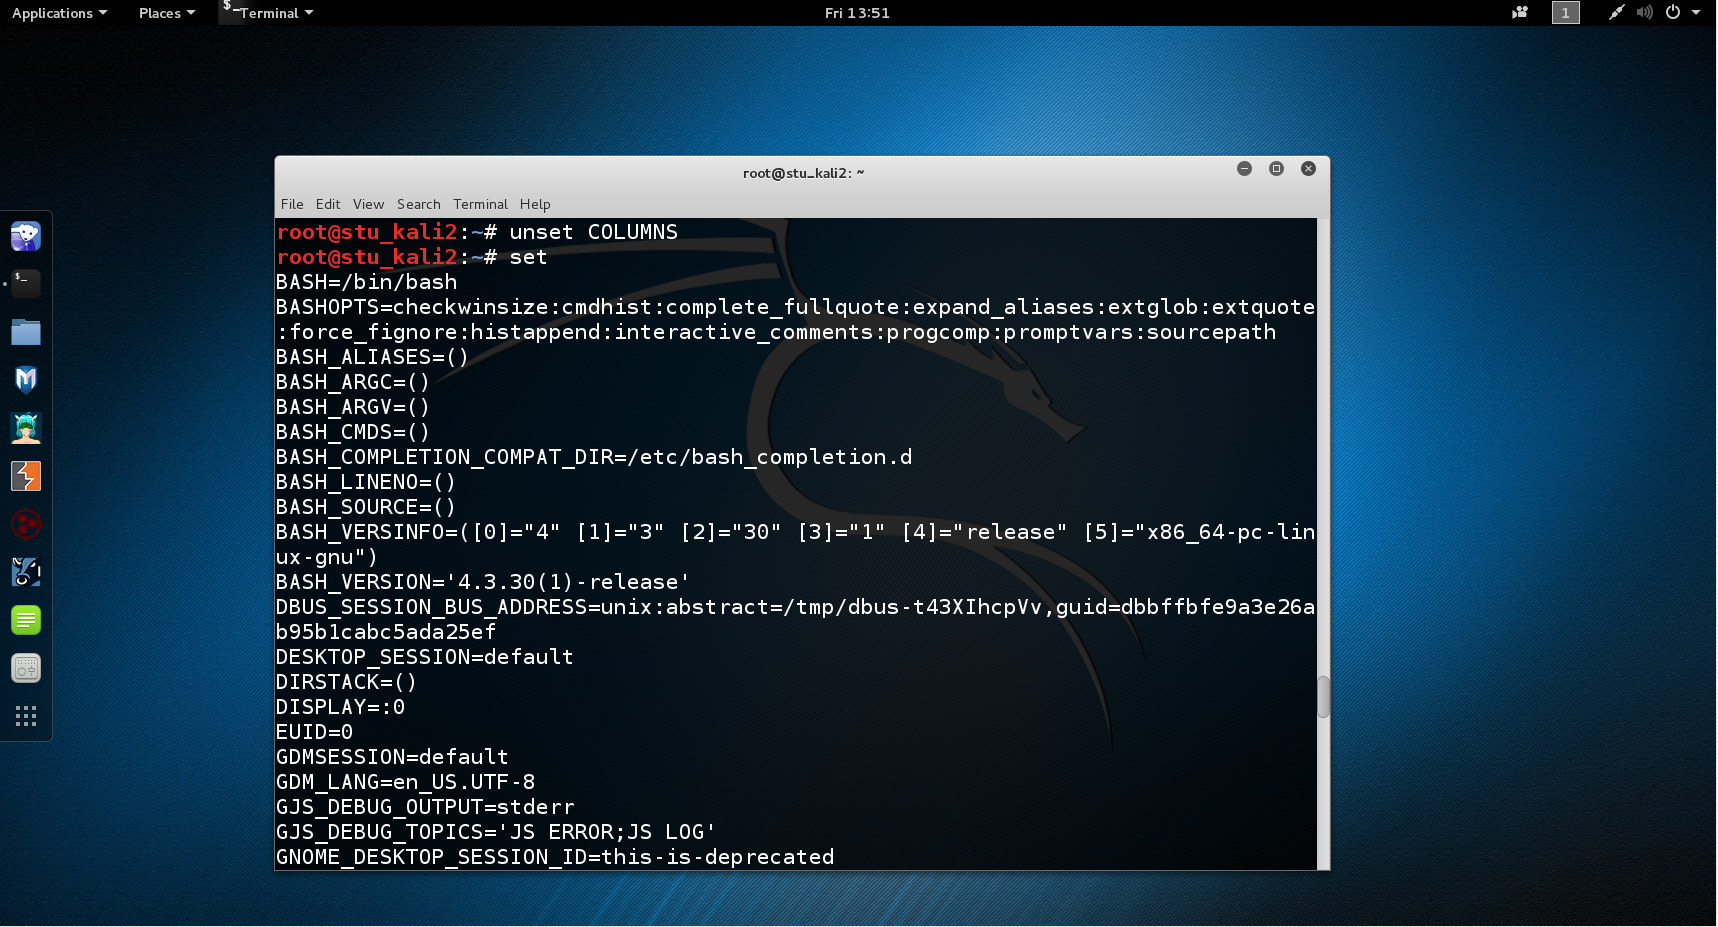 Applications Places Terminal Fri 13:51 1
root@stu_kali2: ~
File Edit View Search Terminal Help
root@stu_kali2:~# unset COLUMNS
root@stu_kali2:~# set
BASH=/bin/bash
BASHOPTS=checkwinsize:cmdhist:complete_fullquote:expand_aliases:extglob:extquote
:force_fignore:histappend:interactive_comments:progcomp:promptvars:sourcepath
BASH_ALIASES=()
BASH_ARGC=()
BASH_ARGV=()
BASH_CMDS=()
BASH_COMPLETION_COMPAT_DIR=/etc/bash_completion.d
BASH_LINENO=()
BASH_SOURCE=()
BASH_VERSINFO=([0]="4" [1]="3" [2]="30" [3]="1" [4]="release" [5]="x86_64-pc-lin
ux-gnu")
BASH_VERSION='4.3.30(1)-release'
DBUS_SESSION_BUS_ADDRESS=unix:abstract=/tmp/dbus-t43XIhcpVv,guid=dbbffbfe9a3e26a
b95b1cabc5ada25ef
DESKTOP_SESSION=default
DIRSTACK=()
DISPLAY=:0
EUID=0
GDMSESSION=default
GDM_LANG=en_US.UTF-8
GJS_DEBUG_OUTPUT=stderr
GJS_DEBUG_TOPICS='JS ERROR;JS LOG'
GNOME_DESKTOP_SESSION_ID=this-is-deprecated